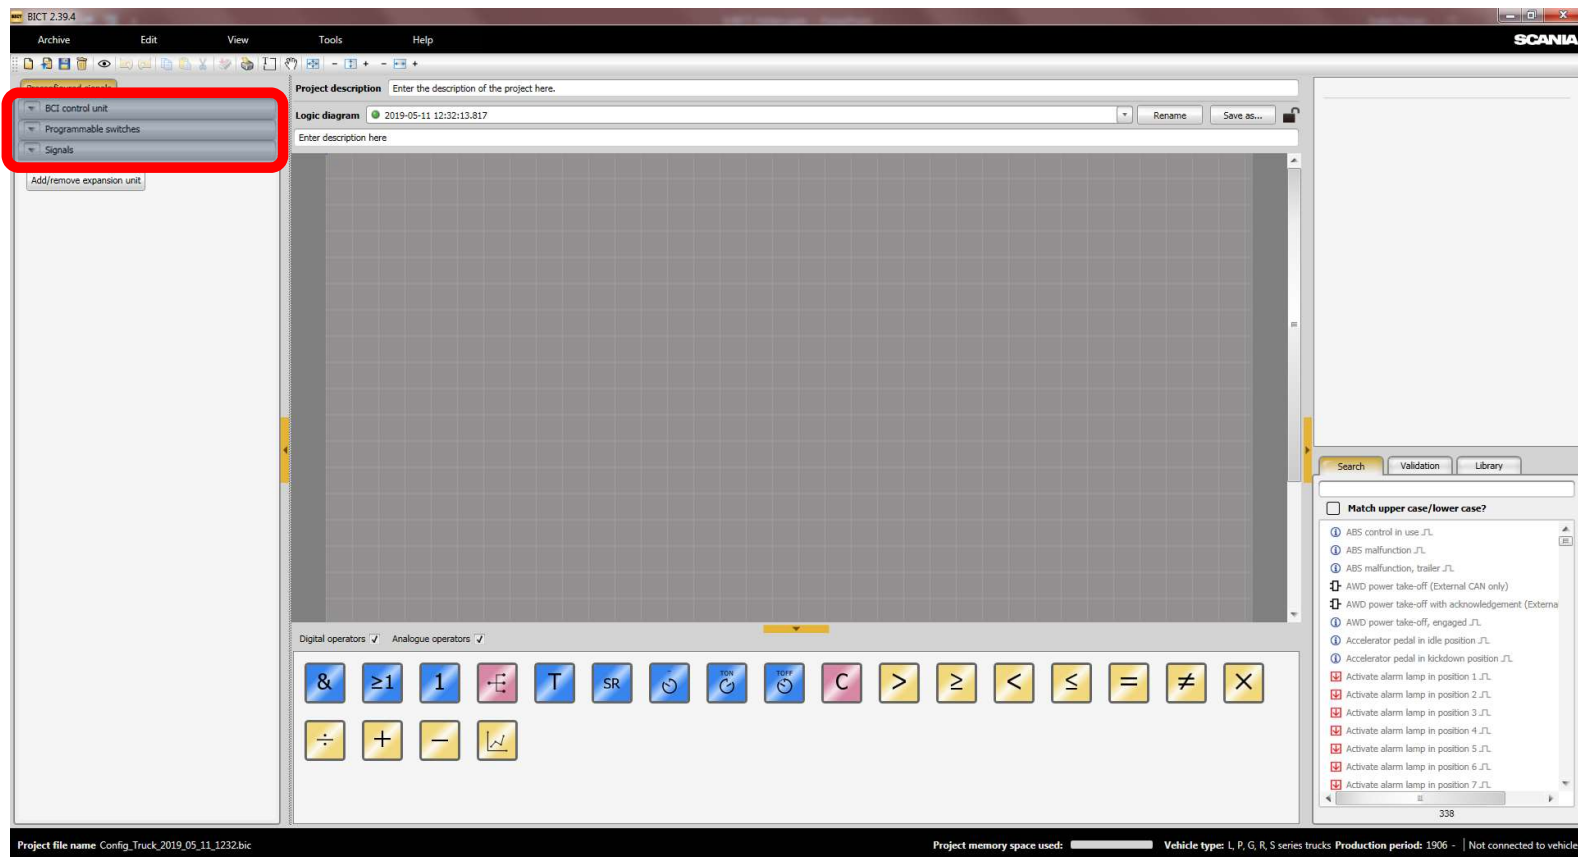 BICT 2.39.4
Archive Edit View Tools Help
SCANIA
Preconfigured signals
BCI control unit
Programmable switches
Signals
Add/remove expansion unit
Project description Enter the description of the project here.
Logic diagram 2019-05-11 12:32:13.817 Rename Save as...
Enter description here
Digital operators Analogue operators
& ≥1 1 T SR TON TOFF C > ≥ < ≤ = ≠ ×
÷ + −
Search Validation Library
Match upper case/lower case?
ABS control in use
ABS malfunction
ABS malfunction, trailer
AWD power take-off (External CAN only)
AWD power take-off with acknowledgement (Externa
AWD power take-off, engaged
Accelerator pedal in idle position
Accelerator pedal in kickdown position
Activate alarm lamp in position 1
Activate alarm lamp in position 2
Activate alarm lamp in position 3
Activate alarm lamp in position 4
Activate alarm lamp in position 5
Activate alarm lamp in position 6
Activate alarm lamp in position 7
338
Project file name Config_Truck_2019_05_11_1232.bic Project memory space used: Vehicle type: L, P, G, R, S series trucks Production period: 1906 - Not connected to vehicle